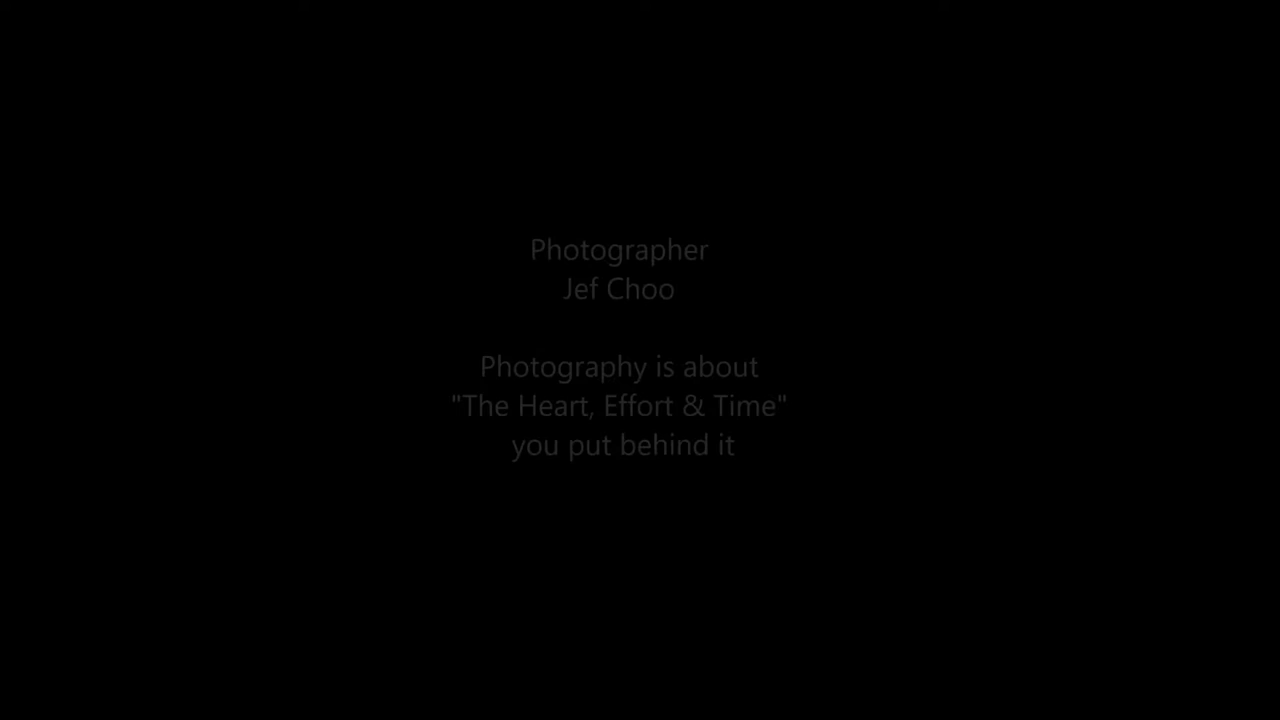 Photographer
Jef Choo
Photography is about
"The Heart, Effort & Time"
you put behind it